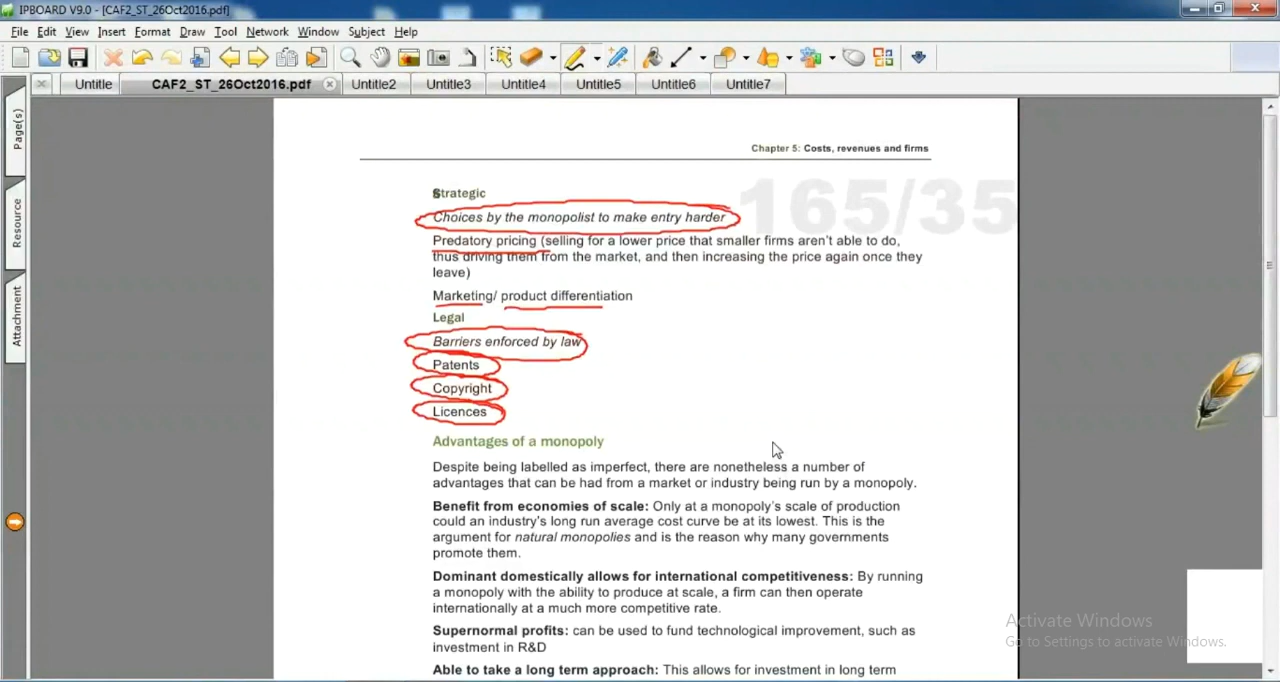 IPBOARD V9.0 - [CAF2_ST_26Oct2016.pdf]
File Edit View Insert Format Draw Tool Network Window Subject Help
Untitle CAF2_ST_26Oct2016.pdf Untitle2 Untitle3 Untitle4 Untitle5 Untitle6 Untitle7
Page(s)
Resource
Attachment
Chapter 5: Costs, revenues and firms
165/35
Strategic
Choices by the monopolist to make entry harder
Predatory pricing (selling for a lower price that smaller firms aren't able to do,
thus driving them from the market, and then increasing the price again once they
leave)
Marketing/ product differentiation
Legal
Barriers enforced by law
Patents
Copyright
Licences
Advantages of a monopoly
Despite being labelled as imperfect, there are nonetheless a number of
advantages that can be had from a market or industry being run by a monopoly.
Benefit from economies of scale: Only at a monopoly's scale of production
could an industry's long run average cost curve be at its lowest. This is the
argument for natural monopolies and is the reason why many governments
promote them.
Dominant domestically allows for international competitiveness: By running
a monopoly with the ability to produce at scale, a firm can then operate
internationally at a much more competitive rate.
Supernormal profits: can be used to fund technological improvement, such as
investment in R&D
Able to take a long term approach: This allows for investment in long term
Activate Windows
Go to Settings to activate Windows.